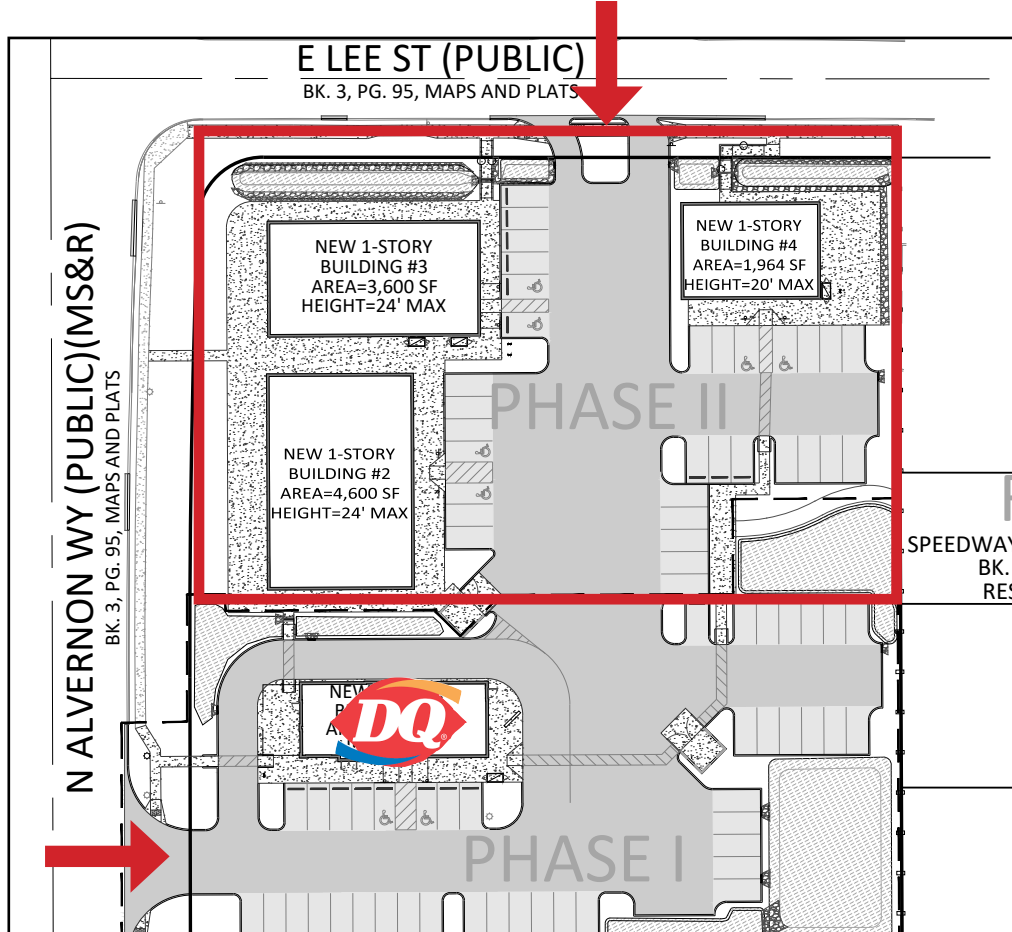 E LEE ST (PUBLIC)
BK. 3, PG. 95, MAPS AND PLATS
N ALVERNON WY (PUBLIC)(MS&R)
BK. 3, PG. 95, MAPS AND PLATS
NEW 1-STORY
BUILDING #3
AREA=3,600 SF
HEIGHT=24' MAX
NEW 1-STORY
BUILDING #4
AREA=1,964 SF
HEIGHT=20' MAX
PHASE II
NEW 1-STORY
BUILDING #2
AREA=4,600 SF
HEIGHT=24' MAX
SPEEDWAY
BK.
RES
NEW
DQ
PHASE I